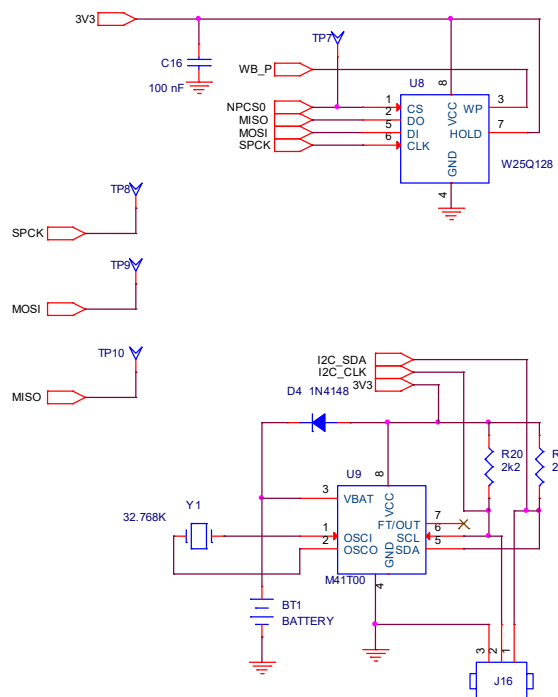 3V3
TP7
C16
100 nF
WB_P
U8
8
NPCS0
1
CS
VCC
WP
3
MISO
2
DO
MOSI
5
DI
HOLD
7
SPCK
6
CLK
GND
W25Q128
4
TP8
SPCK
TP9
MOSI
TP10
MISO
I2C_SDA
I2C_CLK
3V3
D4 1N4148
R20
2k2
R
2
U9
8
3
VBAT
VCC
Y1
32.768K
FT/OUT
7
1
OSCI
SCL
6
2
OSCO
GND
SDA
5
M41T00
4
BT1
BATTERY
3
2
1
J16